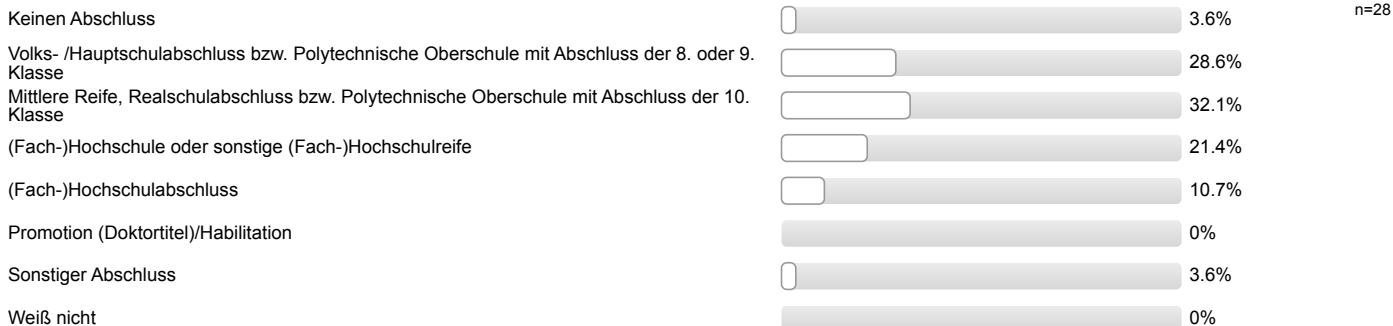 Keinen Abschluss 3.6% n=28
Volks- /Hauptschulabschluss bzw. Polytechnische Oberschule mit Abschluss der 8. oder 9.
Klasse 28.6%
Mittlere Reife, Realschulabschluss bzw. Polytechnische Oberschule mit Abschluss der 10.
Klasse 32.1%
(Fach-)Hochschule oder sonstige (Fach-)Hochschulreife 21.4%
(Fach-)Hochschulabschluss 10.7%
Promotion (Doktortitel)/Habilitation 0%
Sonstiger Abschluss 3.6%
Weiß nicht 0%